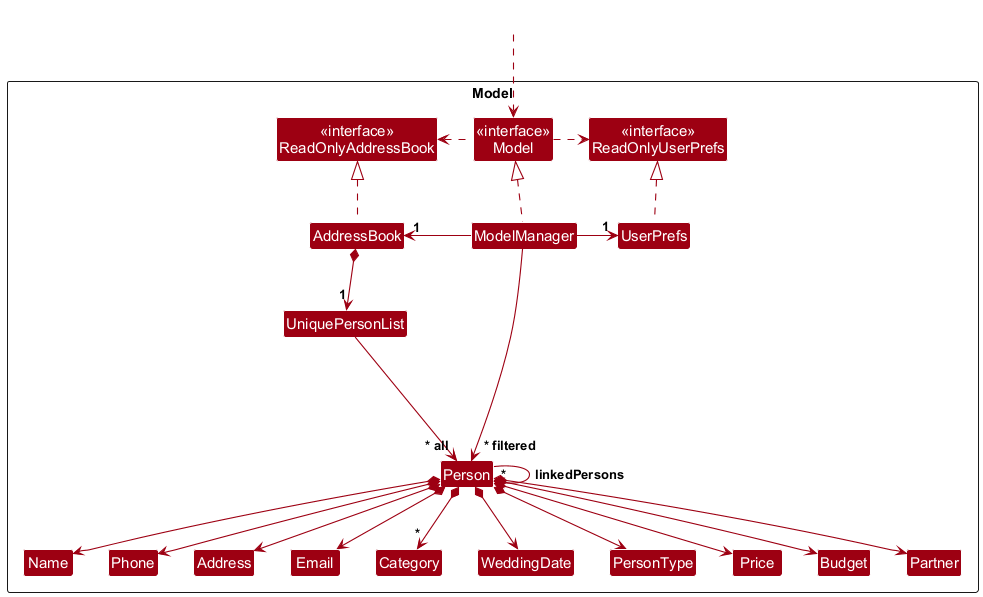 Model
«interface»
ReadOnlyAddressBook
«interface»
Model
«interface»
ReadOnlyUserPrefs
AddressBook
1
ModelManager
1
UserPrefs
1
UniquePersonList
* all
* filtered
Person
*
linkedPersons
*
Name
Phone
Address
Email
Category
WeddingDate
PersonType
Price
Budget
Partner